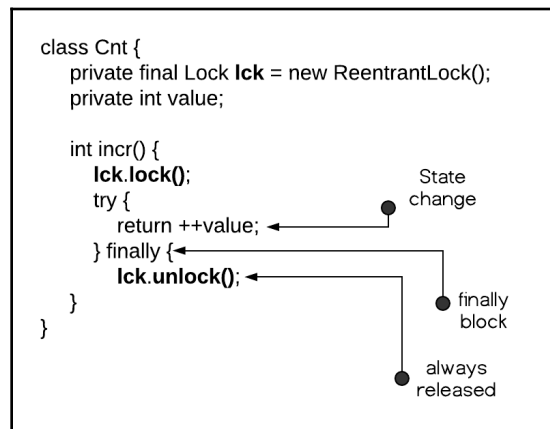 class Cnt {
private final Lock lck = new ReentrantLock();
private int value;
int incr() {
lck.lock();
try {
return ++value;
} finally {
lck.unlock();
}
}
State
change
finally
block
always
released